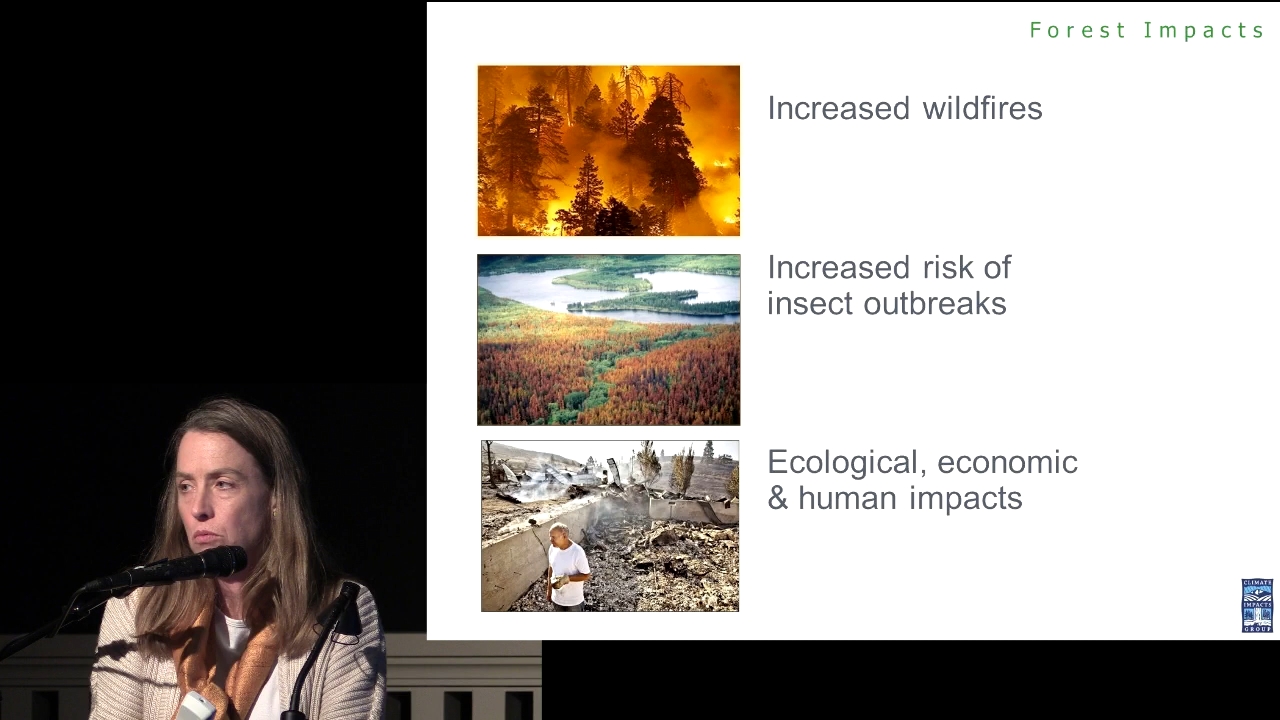 Forest Impacts
Increased wildfires
Increased risk of
insect outbreaks
Ecological, economic
& human impacts
CLIMATE
IMPACTS
GROUP